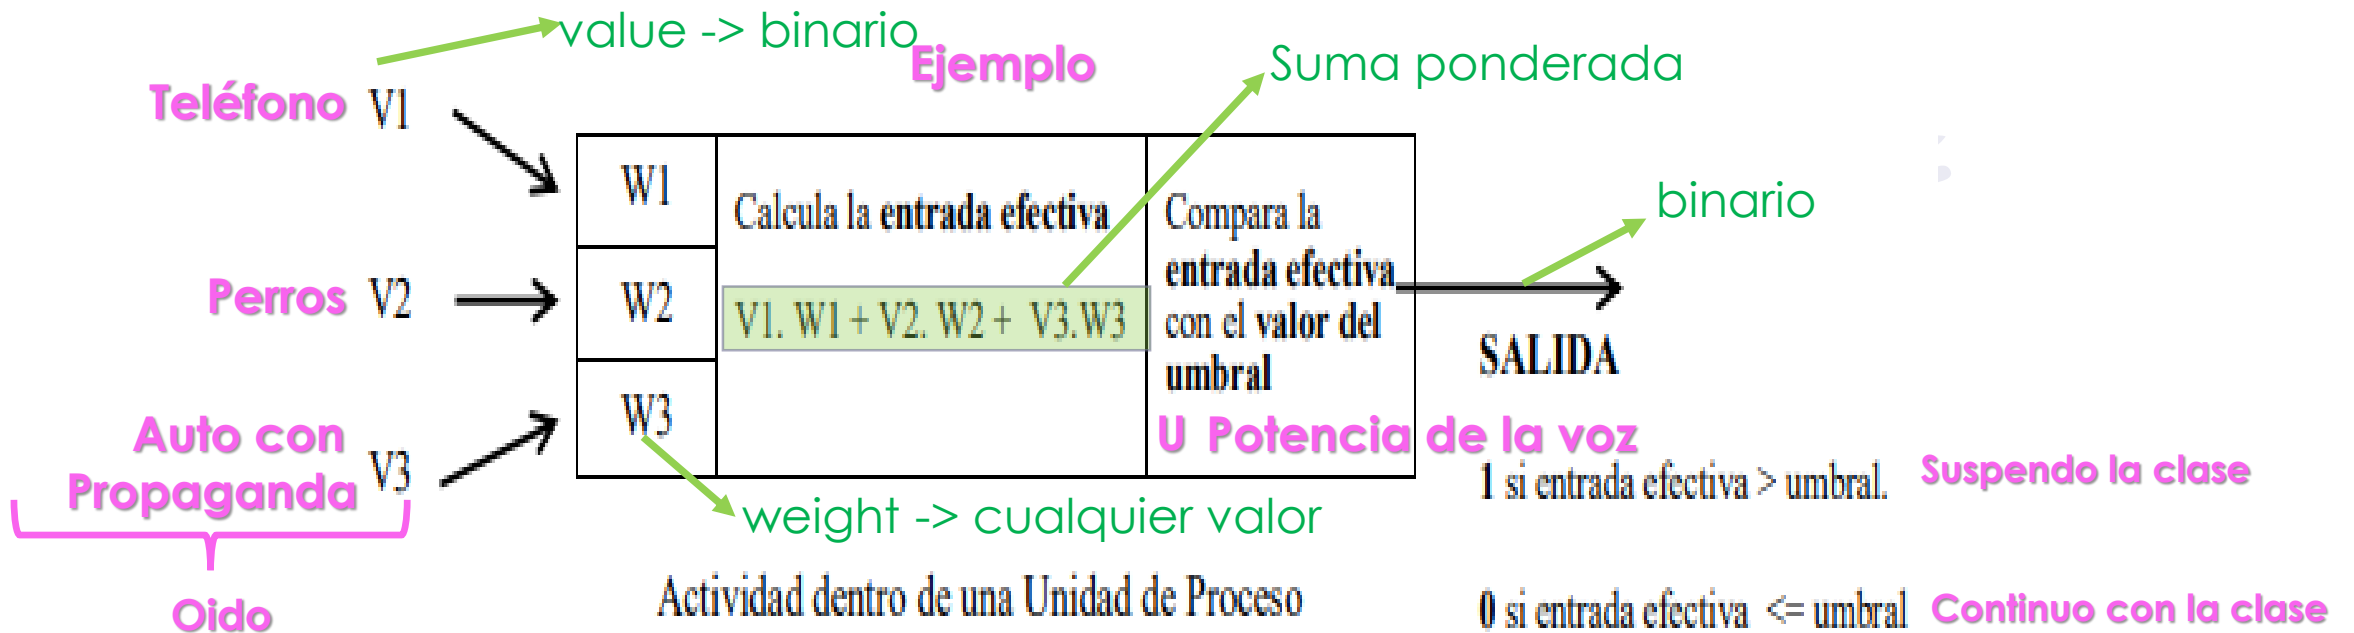 value -> binario
Ejemplo
Suma ponderada
Teléfono V1
W1
Calcula la entrada efectiva
Compara la
entrada efectiva
con el valor del
umbral
binario
Perros V2
W2
V1. W1 + V2. W2 + V3.W3
SALIDA
Auto con
Propaganda V3
W3
U Potencia de la voz
1 si entrada efectiva > umbral. Suspendo la clase
weight -> cualquier valor
Oido
Actividad dentro de una Unidad de Proceso
0 si entrada efectiva <= umbral Continuo con la clase